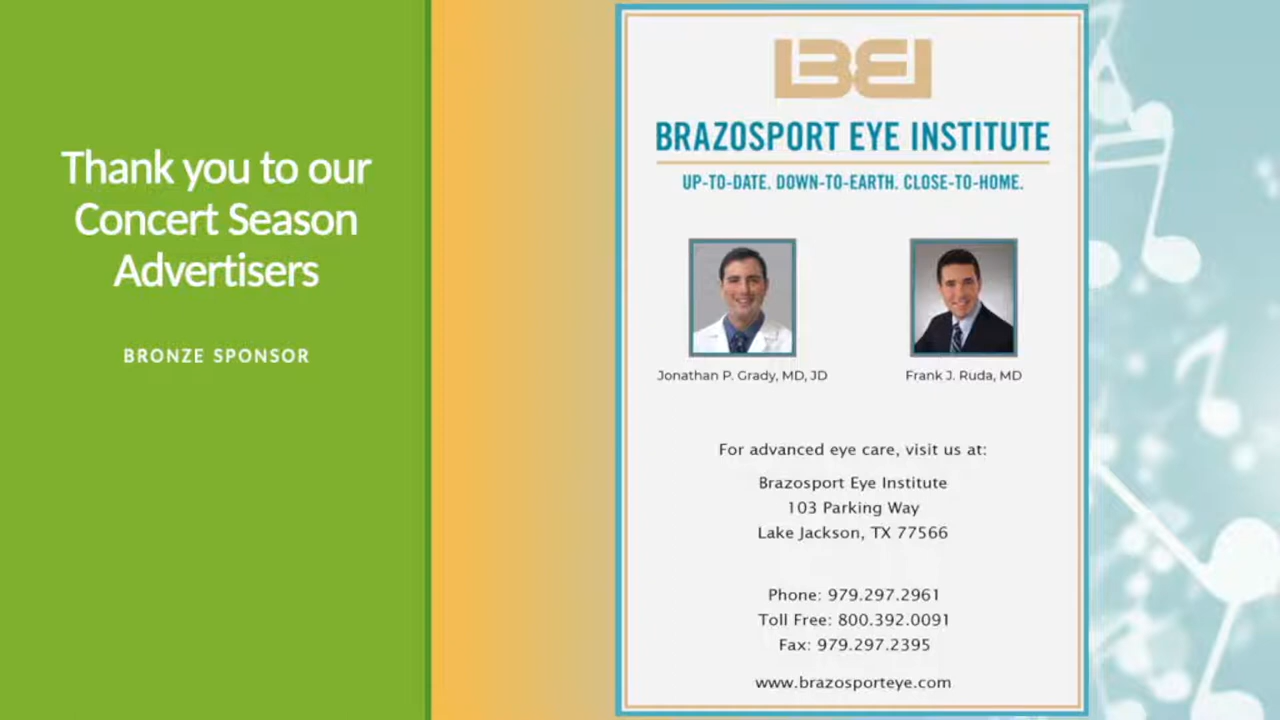 Thank you to our
Concert Season
Advertisers
BRONZE SPONSOR
BEI
BRAZOSPORT EYE INSTITUTE
UP-TO-DATE. DOWN-TO-EARTH. CLOSE-TO-HOME.
Jonathan P. Grady, MD, JD
Frank J. Ruda, MD
For advanced eye care, visit us at:
Brazosport Eye Institute
103 Parking Way
Lake Jackson, TX 77566
Phone: 979.297.2961
Toll Free: 800.392.0091
Fax: 979.297.2395
www.brazosporteye.com